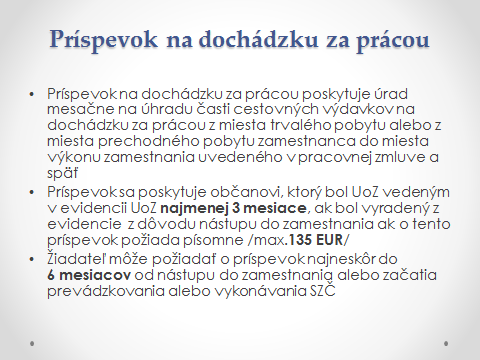 Príspevok na dochádzku za prácou
• Príspevok na dochádzku za prácou poskytuje úrad
mesačne na úhradu časti cestovných výdavkov na
dochádzku za prácou z miesta trvalého pobytu alebo z
miesta prechodného pobytu zamestnanca do miesta
výkonu zamestnania uvedeného v pracovnej zmluve a
späť
• Príspevok sa poskytuje občanovi, ktorý bol UoZ vedeným
v evidencii UoZ najmenej 3 mesiace, ak bol vyradený z
evidencie z dôvodu nástupu do zamestnania ak o tento
príspevok požiada písomne /max.135 EUR/
• Žiadateľ môže požiadať o príspevok najneskôr do
6 mesiacov od nástupu do zamestnania alebo začatia
prevádzkovania alebo vykonávania SZČ